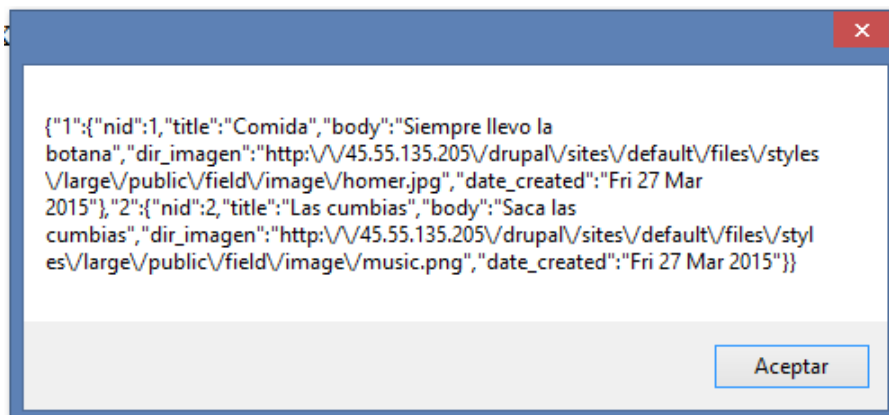 {"1":{"nid":1,"title":"Comida","body":"Siempre llevo la
botana","dir_imagen":"http:\/\/45.55.135.205\/drupal\/sites\/default\/files\/styles
\/large\/public\/field\/image\/homer.jpg","date_created":"Fri 27 Mar
2015"},"2":{"nid":2,"title":"Las cumbias","body":"Saca las
cumbias","dir_imagen":"http:\/\/45.55.135.205\/drupal\/sites\/default\/files\/styl
es\/large\/public\/field\/image\/music.png","date_created":"Fri 27 Mar 2015"}}
Aceptar